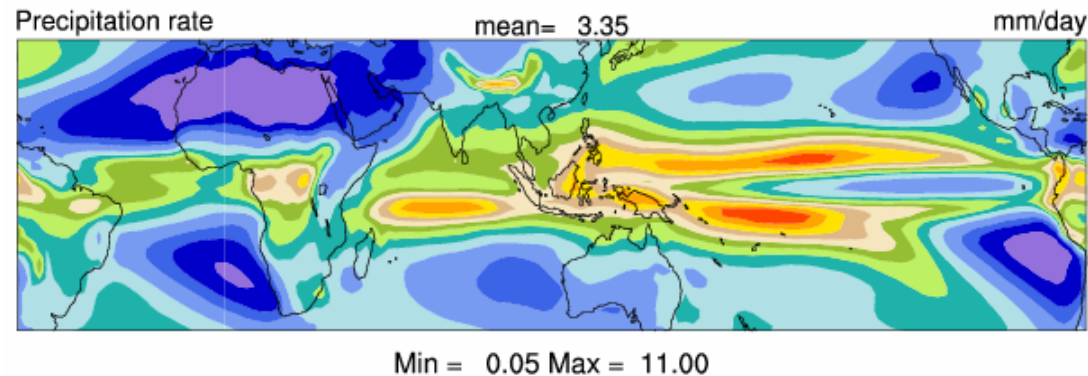 Precipitation rate mean= 3.35 mm/day
Min = 0.05 Max = 11.00